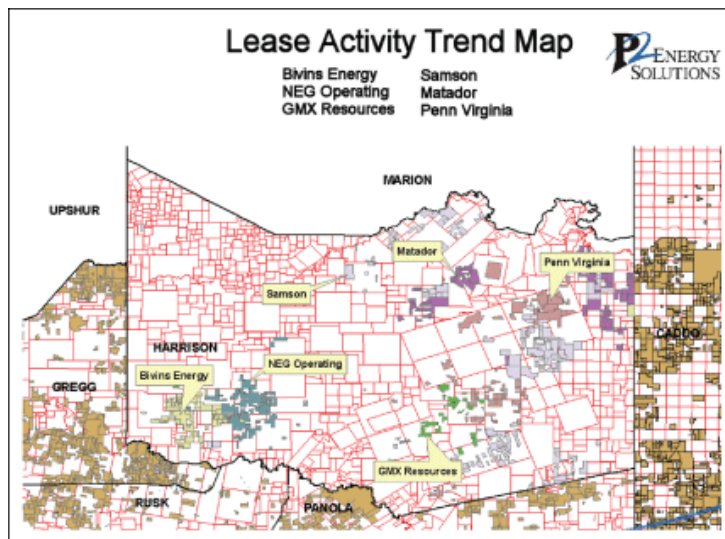 Lease Activity Trend Map
P2 ENERGY
SOLUTIONS
Bivins Energy
NEG Operating
GMX Resources
Samson
Matador
Penn Virginia
MARION
UPSHUR
Matador
Penn Virginia
Samson
CADDO
HARRISON
NEG Operating
Bivins Energy
GREGG
GMX Resources
RUSK
PANOLA